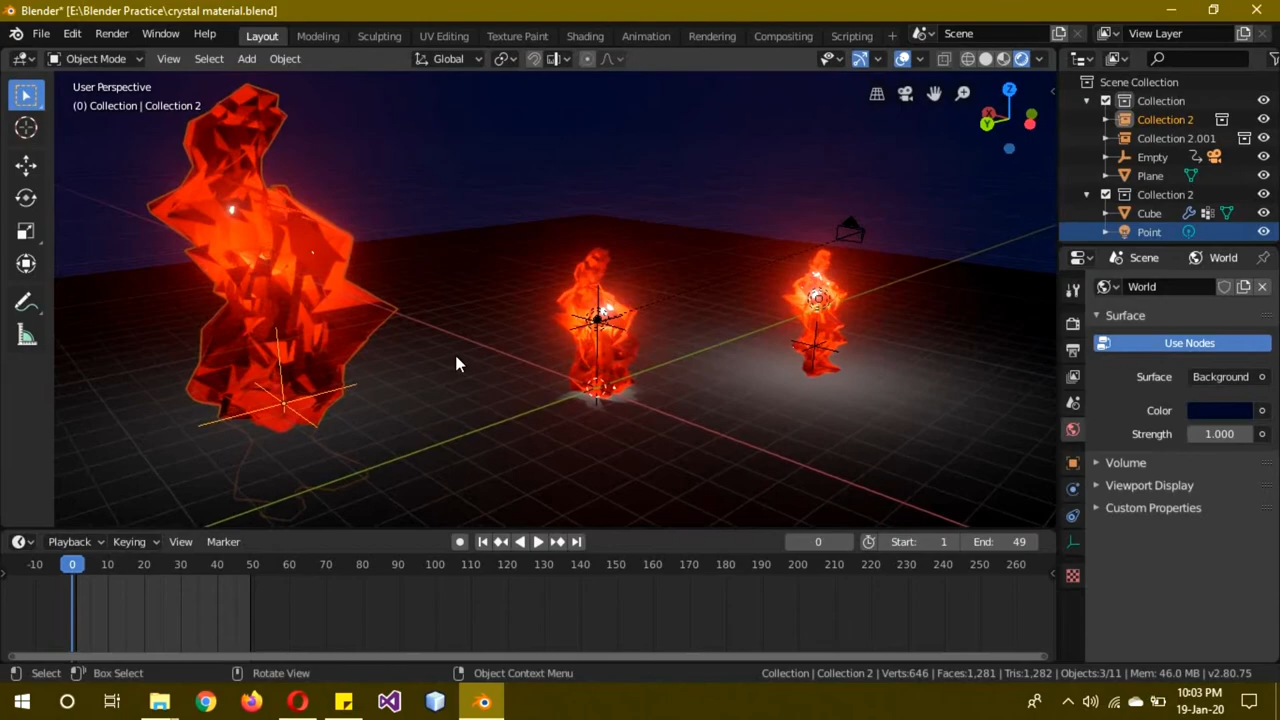 Blender* [E:\Blender Practice\crystal material.blend]
File Edit Render Window Help Layout Modeling Sculpting UV Editing Texture Paint Shading Animation Rendering Compositing Scripting + Scene View Layer
Object Mode View Select Add Object Global
User Perspective
(0) Collection | Collection 2
Z
X
Y
Scene Collection
Collection
Collection 2
Collection 2.001
Empty
Plane
Collection 2
Cube
Point
Scene World
World
Surface
Use Nodes
Surface Background
Color
Strength 1.000
Volume
Viewport Display
Custom Properties
Playback Keying View Marker 0 Start: 1 End: 49
-10 0 10 20 30 40 50 60 70 80 90 100 110 120 130 140 150 160 170 180 190 200 210 220 230 240 250 260
Select Box Select Rotate View Object Context Menu Collection | Collection 2 | Verts:646 | Faces:1,281 | Tris:1,282 | Objects:3/11 | Mem: 46.0 MB | v2.80.75
10:03 PM
19-Jan-20